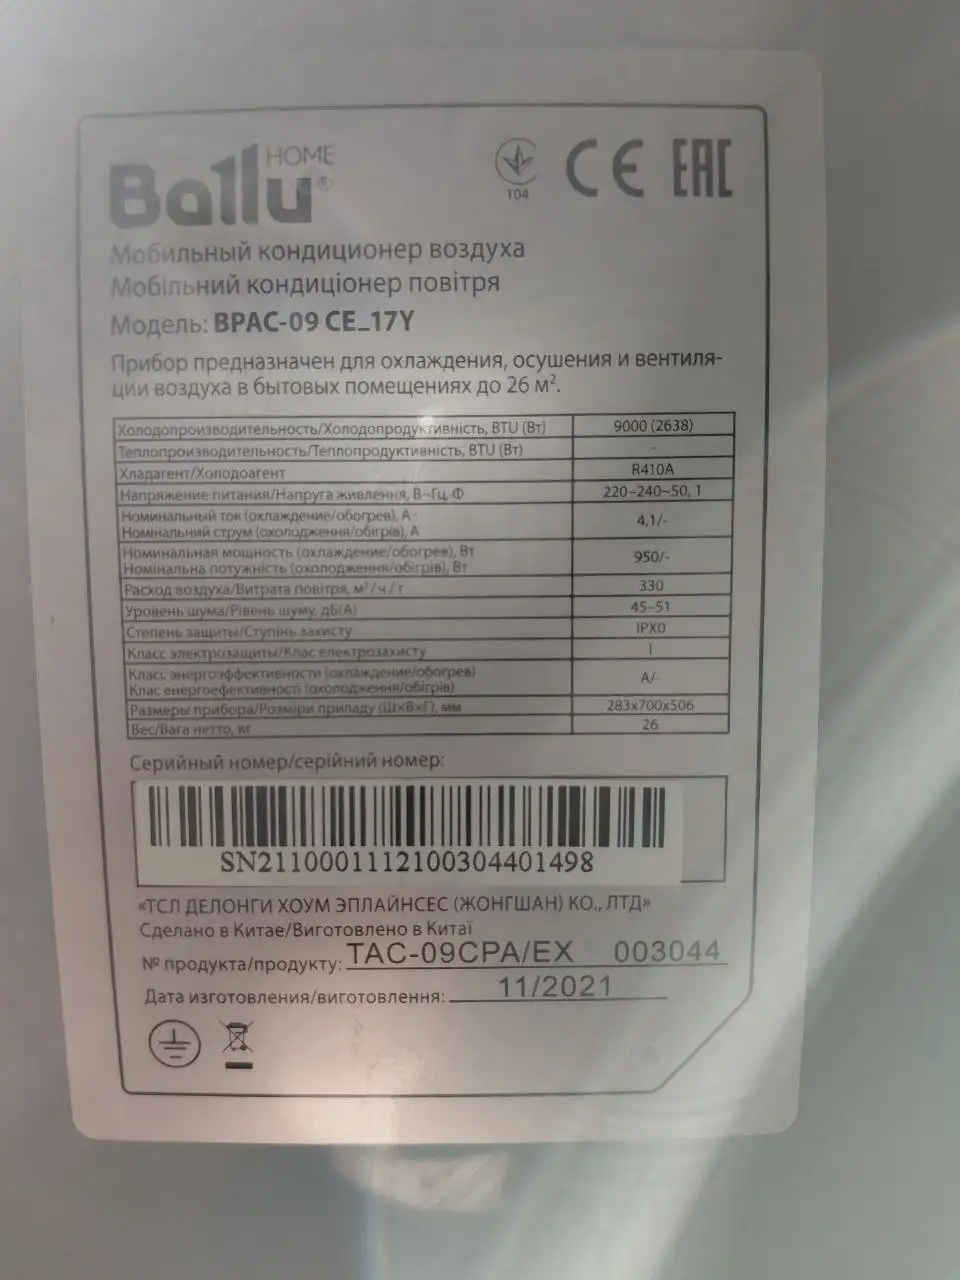 Ballu® HOME
104
CE EAC
Мобильный кондиционер воздуха
Мобільний кондиціонер повітря
Модель: BPAC-09 CE_17Y
Прибор предназначен для охлаждения, осушения и вентиля-
ции воздуха в бытовых помещениях до 26 м².
Холодопроизводительность/Холодопродуктивність, BTU (Вт) 9000 (2638)
Теплопроизводительность/Теплопродуктивність, BTU (Вт) -
Хладагент/Холодоагент R410A
Напряжение питания/Напруга живлення, В~Гц, Ф 220–240~50, 1
Номинальный ток (охлаждение/обогрев), А
Номінальний струм (охолодження/обігрів), А 4,1/-
Номинальная мощность (охлаждение/обогрев), Вт
Номінальна потужність (охолодження/обігрів), Вт 950/-
Расход воздуха/Витрата повітря, м³/ч / г 330
Уровень шума/Рівень шуму, дБ(А) 45–51
Степень защиты/Ступінь захисту IPX0
Класс электрозащиты/Клас електрозахисту I
Класс энергоэффективности (охлаждение/обогрев)
Клас енергоефективності (охолодження/обігрів) A/-
Размеры прибора/Розміри приладу (Ш×В×Г), мм 283x700x506
Вес/Вага нетто, кг 26
Серийный номер/серійний номер:
SN2110001112100304401498
«ТСЛ ДЕЛОНГИ ХОУМ ЭПЛАЙНСЕС (ЖОНГШАН) КО., ЛТД»
Сделано в Китае/Виготовлено в Китаї
№ продукта/продукту: TAC-09CPA/EX 003044
Дата изготовления/виготовлення: 11/2021